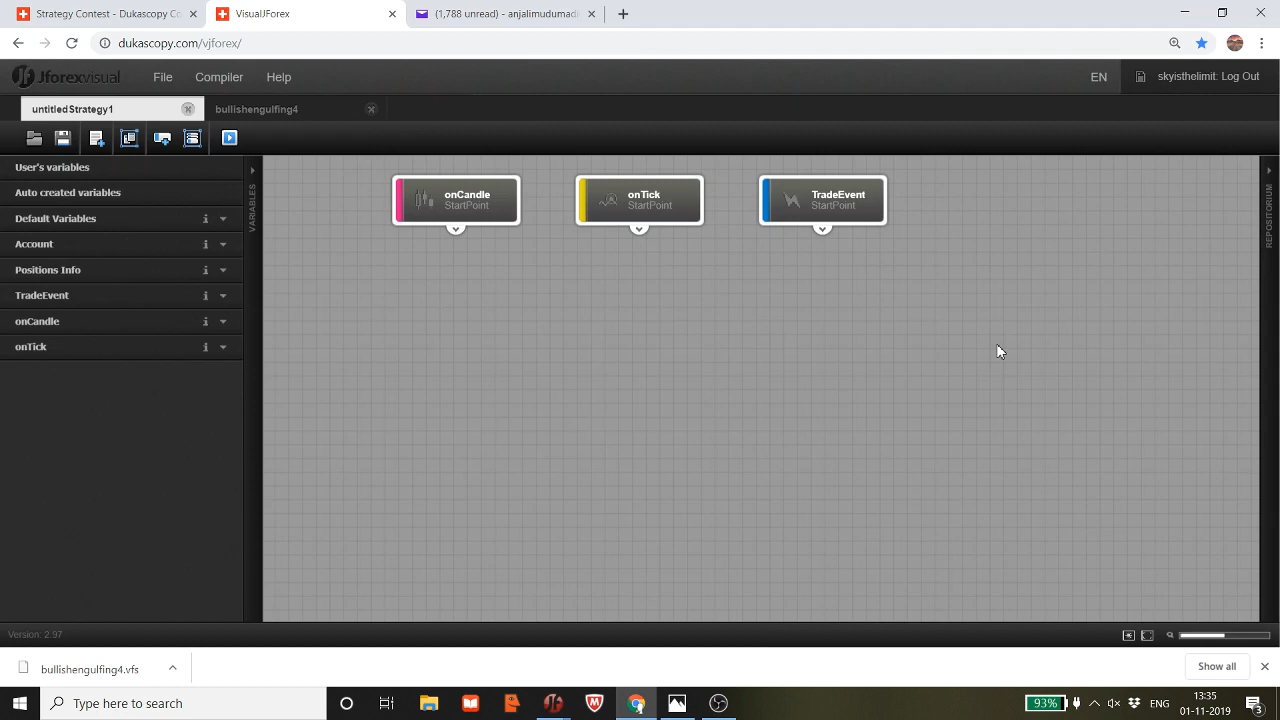 Strategy Contest - Dukascopy Co
VisualJForex
(1,788 unread) - anjalimudumad
dukascopy.com/vjforex/
Jforexvisual
File
Compiler
Help
EN
skyisthelimit: Log Out
untitledStrategy1
bullishengulfing4
User's variables
Auto created variables
Default Variables
Account
Positions Info
TradeEvent
onCandle
onTick
VARIABLES
onCandle
StartPoint
onTick
StartPoint
TradeEvent
StartPoint
REPOSITORIUM
Version: 2.97
bullishengulfing4.vfs
Show all
Type here to search
93%
ENG
13:35
01-11-2019
3